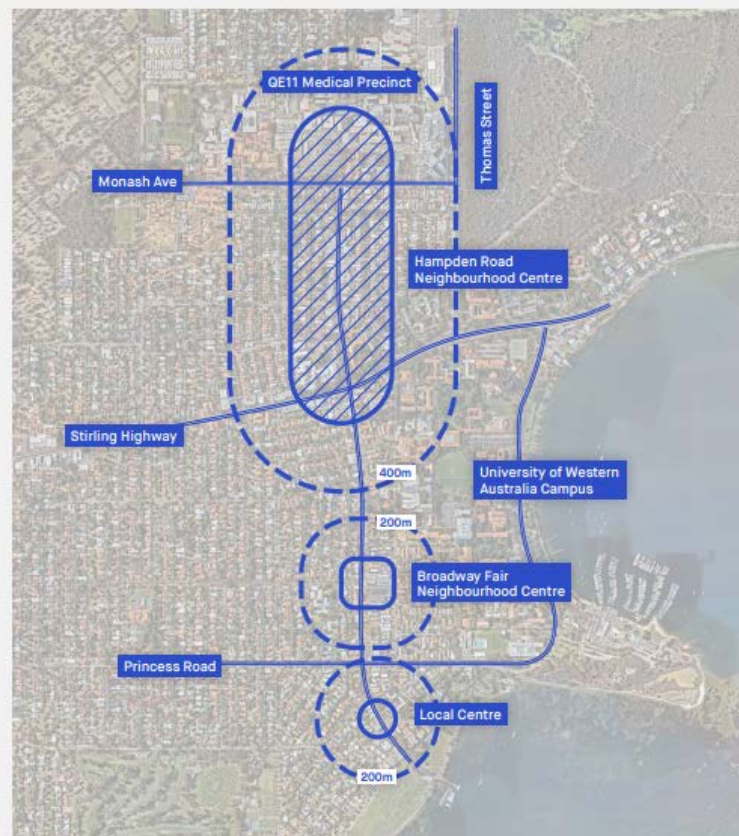 QE11 Medical Precinct
Thomas Street
Monash Ave
Hampden Road
Neighbourhood Centre
Stirling Highway
400m
University of Western
Australia Campus
200m
Broadway Fair
Neighbourhood Centre
Princess Road
Local Centre
200m